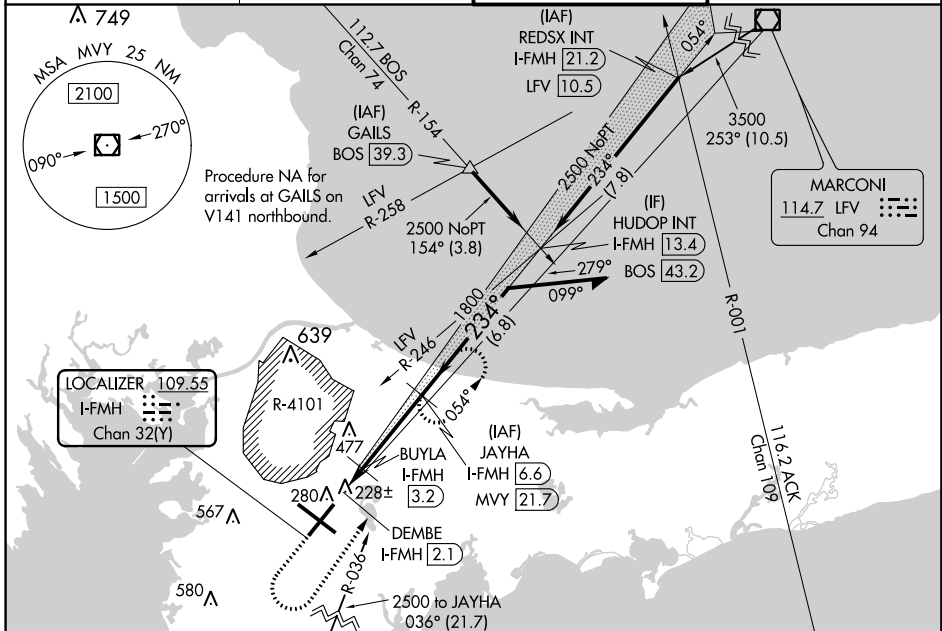 749
MSA MVY 25 NM
2100
270°
090°
1500
Procedure NA for
arrivals at GAILS on
V141 northbound.
112.7 BOS
Chan 74
R-154
(IAF)
GAILS
BOS 39.3
LFV
R-258
2500 NoPT
154° (3.8)
(IAF)
REDSX INT
I-FMH 21.2
LFV 10.5
054°
3500
253° (10.5)
2500 NoPT
234°
(7.8)
MARCONI
114.7 LFV
Chan 94
(IF)
HUDOP INT
I-FMH 13.4
BOS 43.2
279°
099°
R-001
116.2 ACK
Chan 109
1800
234°
(6.8)
LFV
R-246
054°
639
R-4101
LOCALIZER 109.55
I-FMH
Chan 32(Y)
477
BUYLA
I-FMH
3.2
(IAF)
JAYHA
I-FMH 6.6
MVY 21.7
280
228±
567
DEMBE
I-FMH 2.1
R-036
580
2500 to JAYHA
036° (21.7)